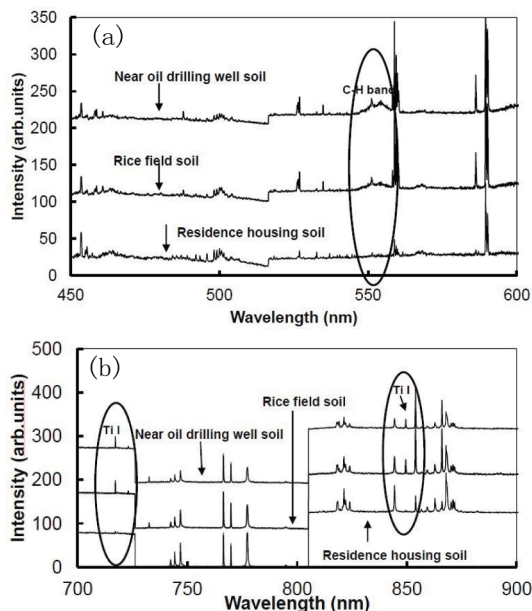 (a)
350
300
250
200
150
100
50
0
Intensity (arb.units)
Near oil drilling well soil
C-H band
Rice field soil
Residence housing soil
450
500
550
600
Wavelength (nm)
(b)
500
400
300
200
100
0
Intensity (arb.units)
Ti I
Near oil drilling well soil
Rice field soil
Ti I
Residence housing soil
700
750
800
850
900
Wavelength (nm)